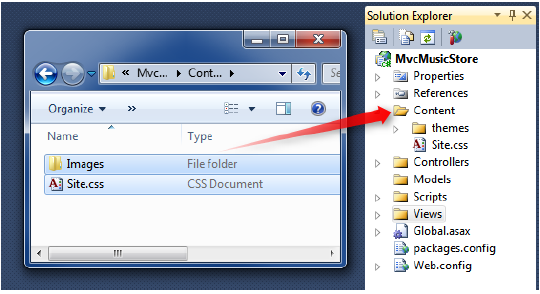 « Mvc... ▸ Cont... ▸
Se
Organize ▾ »
Name Type
Images File folder
Site.css CSS Document
Solution Explorer
MvcMusicStore
Properties
References
Content
themes
Site.css
Controllers
Models
Scripts
Views
Global.asax
packages.config
Web.config